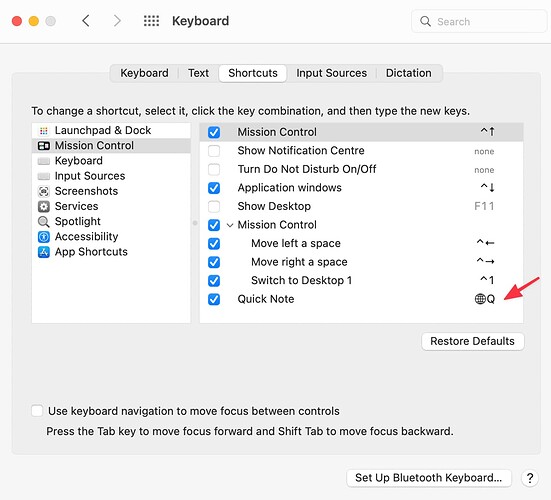 Keyboard
Search
Keyboard Text Shortcuts Input Sources Dictation
To change a shortcut, select it, click the key combination, and then type the new keys.
Launchpad & Dock
Mission Control
Keyboard
Input Sources
Screenshots
Services
Spotlight
Accessibility
App Shortcuts
Mission Control ^↑
Show Notification Centre none
Turn Do Not Disturb On/Off none
Application windows ^↓
Show Desktop F11
Mission Control
Move left a space ^←
Move right a space ^→
Switch to Desktop 1 ^1
Quick Note 🌐Q
Restore Defaults
Use keyboard navigation to move focus between controls
Press the Tab key to move focus forward and Shift Tab to move focus backward.
Set Up Bluetooth Keyboard... ?